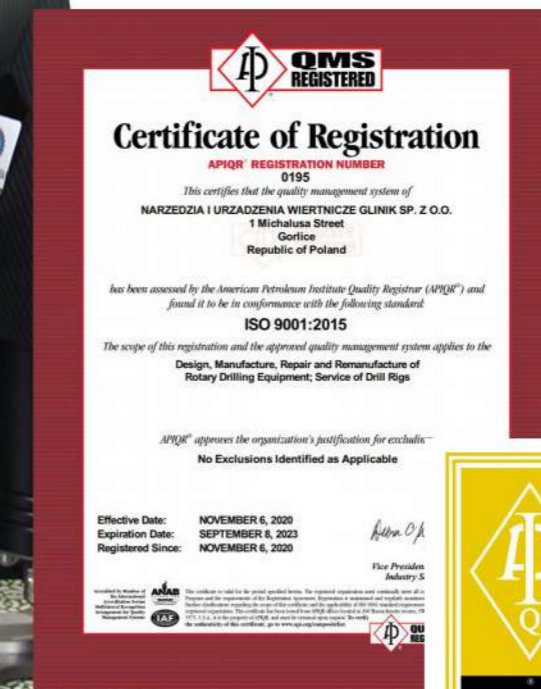 QMS
REGISTERED
Certificate of Registration
APIQR® REGISTRATION NUMBER
0195
This certifies that the quality management system of
NARZEDZIA I URZADZENIA WIERTNICZE GLINIK SP. Z O.O.
1 Michalusa Street
Gorlice
Republic of Poland
has been assessed by the American Petroleum Institute Quality Registrar (APIQR®) and
found it to be in conformance with the following standard:
ISO 9001:2015
The scope of this registration and the approved quality management system applies to the
Design, Manufacture, Repair and Remanufacture of
Rotary Drilling Equipment; Service of Drill Rigs
APIQR® approves the organization's justification for excludin
No Exclusions Identified as Applicable
Effective Date: NOVEMBER 6, 2020
Expiration Date: SEPTEMBER 8, 2023
Registered Since: NOVEMBER 6, 2020
Vice Presiden
Industry S
ANAB
IAF
QU
REG
Q